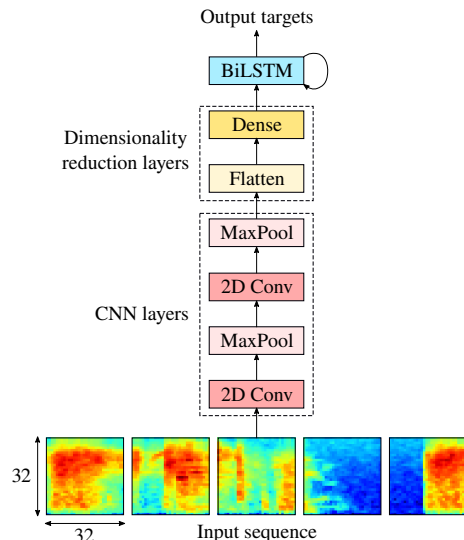 Output targets
BiLSTM
Dense
Dimensionality
reduction layers
Flatten
MaxPool
2D Conv
CNN layers
MaxPool
2D Conv
32
32
Input sequence